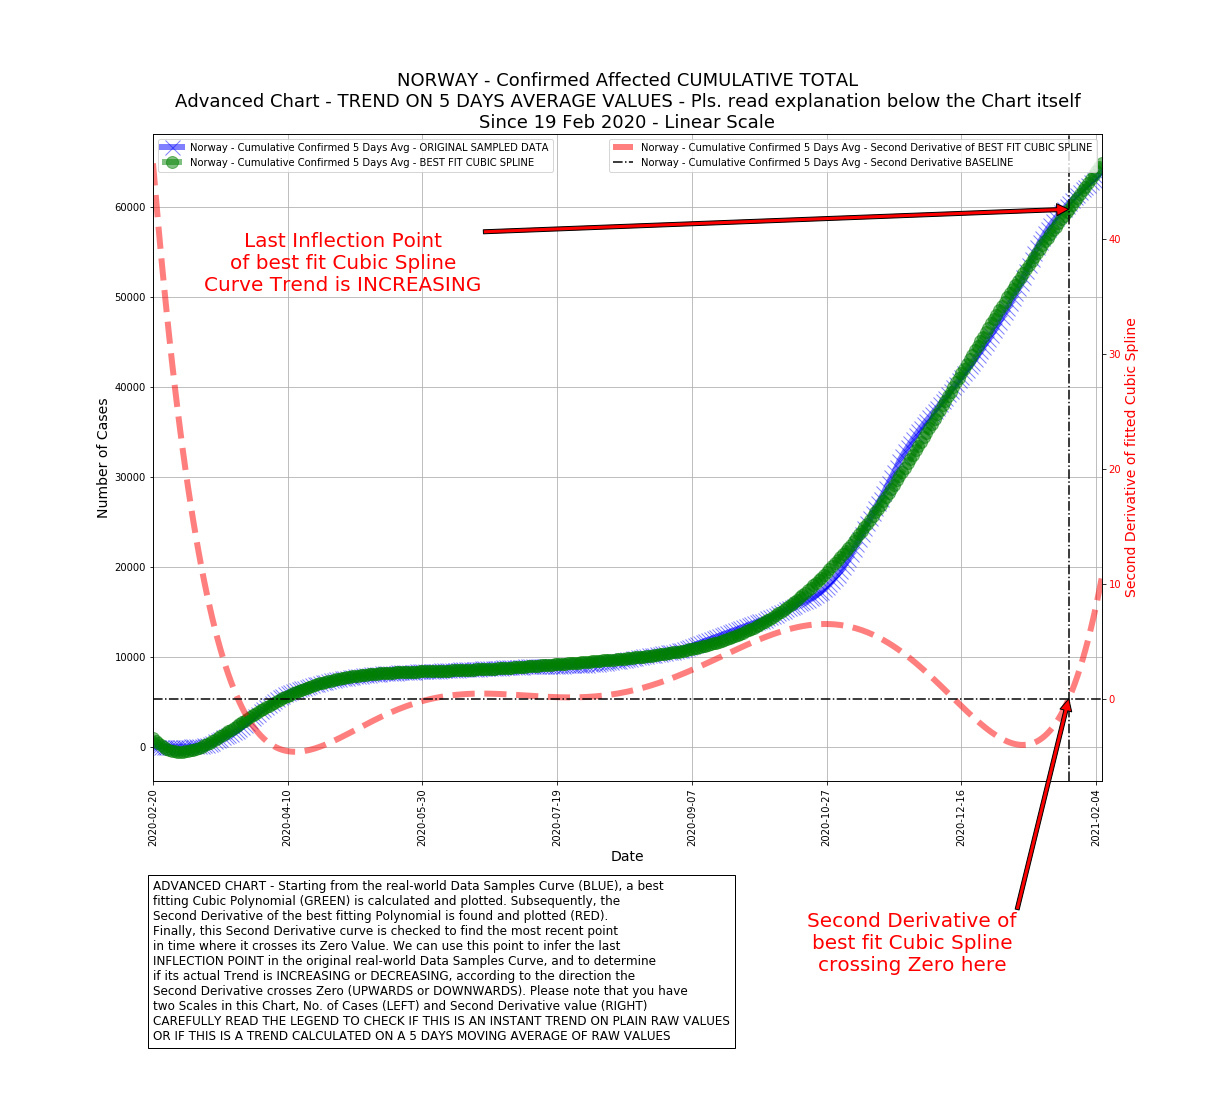 NORWAY - Confirmed Affected CUMULATIVE TOTAL
Advanced Chart - TREND ON 5 DAYS AVERAGE VALUES - Pls. read explanation below the Chart itself
Since 19 Feb 2020 - Linear Scale
Norway - Cumulative Confirmed 5 Days Avg - ORIGINAL SAMPLED DATA
Norway - Cumulative Confirmed 5 Days Avg - BEST FIT CUBIC SPLINE
Norway - Cumulative Confirmed 5 Days Avg - Second Derivative of BEST FIT CUBIC SPLINE
Norway - Cumulative Confirmed 5 Days Avg - Second Derivative BASELINE
Last Inflection Point
of best fit Cubic Spline
Curve Trend is INCREASING
Number of Cases
60000
50000
40000
30000
20000
10000
0
40
30
20
10
0
Second Derivative of fitted Cubic Spline
2020-02-20
2020-04-10
2020-05-30
2020-07-19
2020-09-07
2020-10-27
2020-12-16
2021-02-04
Date
ADVANCED CHART - Starting from the real-world Data Samples Curve (BLUE), a best
fitting Cubic Polynomial (GREEN) is calculated and plotted. Subsequently, the
Second Derivative of the best fitting Polynomial is found and plotted (RED).
Finally, this Second Derivative curve is checked to find the most recent point
in time where it crosses its Zero Value. We can use this point to infer the last
INFLECTION POINT in the original real-world Data Samples Curve, and to determine
if its actual Trend is INCREASING or DECREASING, according to the direction the
Second Derivative crosses Zero (UPWARDS or DOWNWARDS). Please note that you have
two Scales in this Chart, No. of Cases (LEFT) and Second Derivative value (RIGHT)
CAREFULLY READ THE LEGEND TO CHECK IF THIS IS AN INSTANT TREND ON PLAIN RAW VALUES
OR IF THIS IS A TREND CALCULATED ON A 5 DAYS MOVING AVERAGE OF RAW VALUES
Second Derivative of
best fit Cubic Spline
crossing Zero here